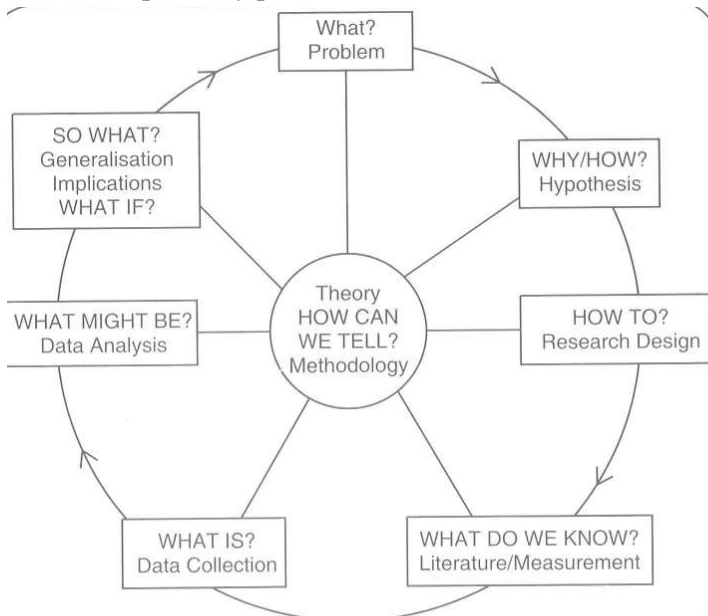 What?
Problem
WHY/HOW?
Hypothesis
HOW TO?
Research Design
WHAT DO WE KNOW?
Literature/Measurement
WHAT IS?
Data Collection
WHAT MIGHT BE?
Data Analysis
SO WHAT?
Generalisation
Implications
WHAT IF?
Theory
HOW CAN
WE TELL?
Methodology